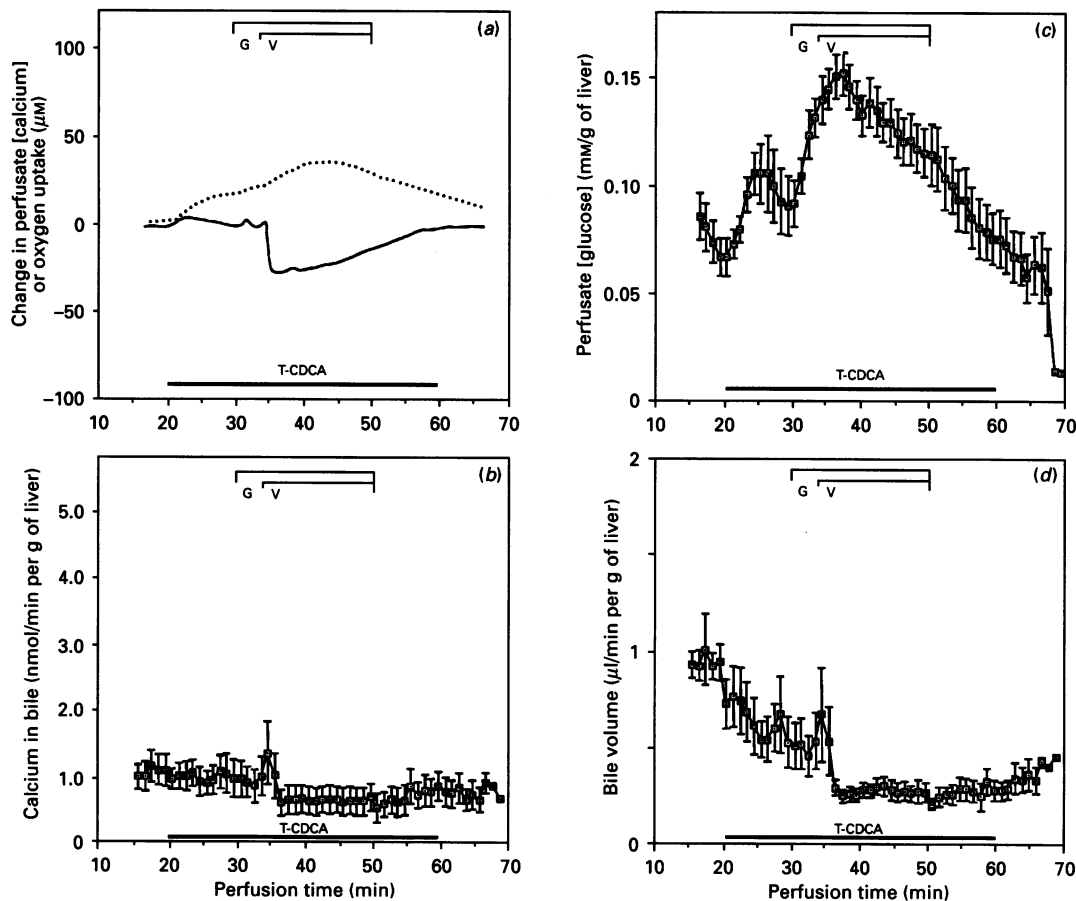 (a)
G V
Change in perfusate [calcium]
or oxygen uptake (μM)
100
50
0
−50
−100
T-CDCA
10 20 30 40 50 60 70
(c)
G V
Perfusate [glucose] (mM/g of liver)
0.15
0.10
0.05
0
T-CDCA
10 20 30 40 50 60 70
(b)
G V
Calcium in bile (nmol/min per g of liver)
5.0
4.0
3.0
2.0
1.0
0
T-CDCA
10 20 30 40 50 60 70
Perfusion time (min)
(d)
G V
Bile volume (μl/min per g of liver)
2
1
0
T-CDCA
10 20 30 40 50 60 70
Perfusion time (min)